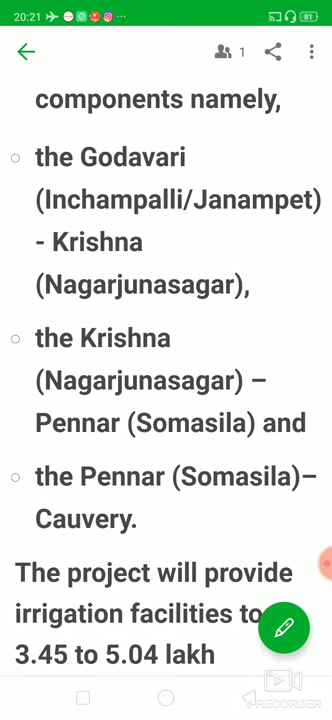 20:21
81
1
components namely,
the Godavari
(Inchampalli/Janampet)
- Krishna
(Nagarjunasagar),
the Krishna
(Nagarjunasagar) –
Pennar (Somasila) and
the Pennar (Somasila)–
Cauvery.
The project will provide
irrigation facilities to
3.45 to 5.04 lakh
RECORDER